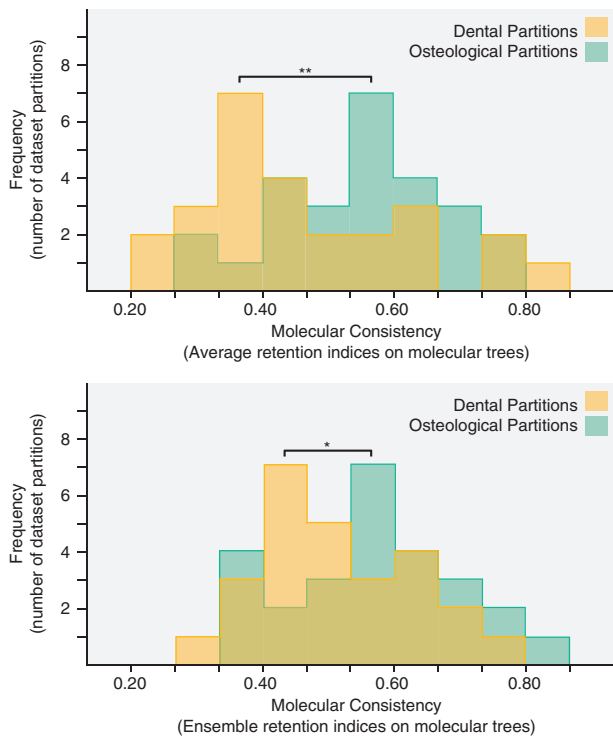 Dental Partitions
Osteological Partitions
**
8
6
4
2
Frequency
(number of dataset partitions)
0.20 0.40 0.60 0.80
Molecular Consistency
(Average retention indices on molecular trees)
Dental Partitions
Osteological Partitions
*
8
6
4
2
Frequency
(number of dataset partitions)
0.20 0.40 0.60 0.80
Molecular Consistency
(Ensemble retention indices on molecular trees)